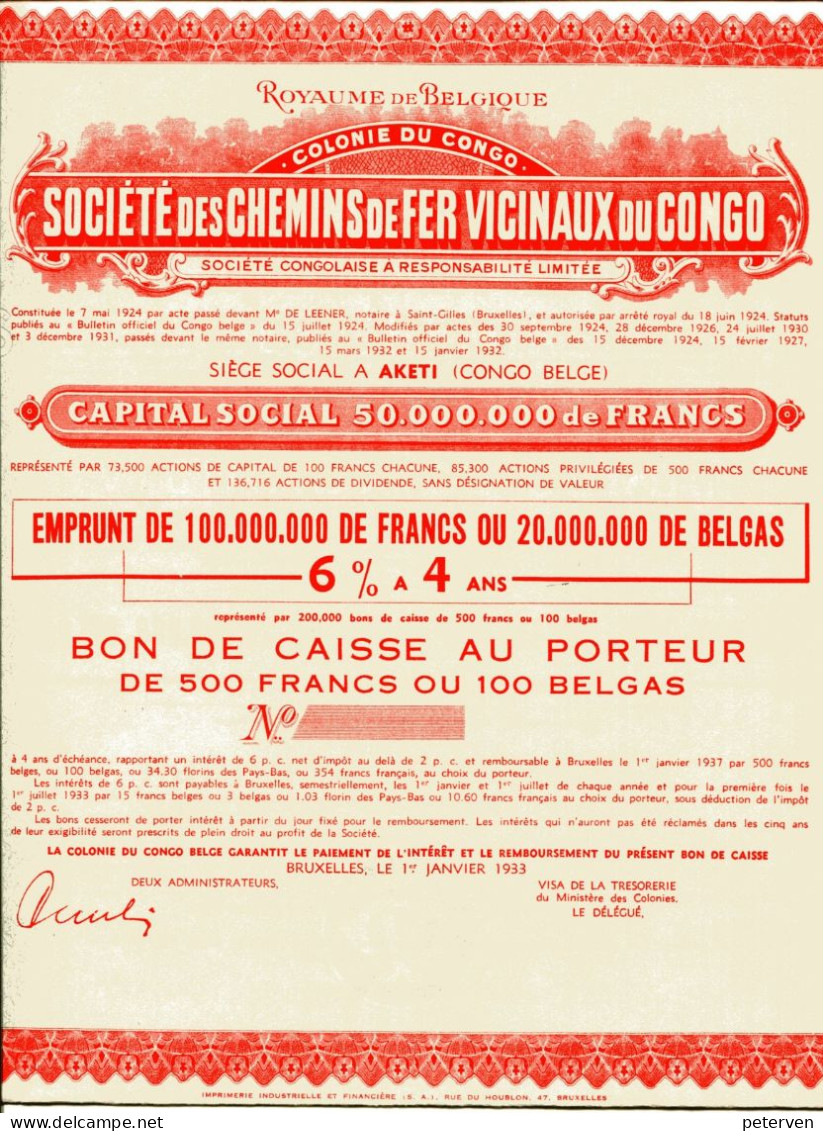 ROYAUME DE BELGIQUE
· COLONIE DU CONGO ·
SOCIÉTÉ DES CHEMINS DE FER VICINAUX DU CONGO
SOCIÉTÉ CONGOLAISE À RESPONSABILITÉ LIMITÉE
Constituée le 7 mai 1924 par acte passé devant Me DE LEENER, notaire à Saint-Gilles (Bruxelles), et autorisée par arrêté royal du 18 juin 1924. Statuts
publiés au « Bulletin officiel du Congo belge » du 15 juillet 1924. Modifiés par actes des 30 septembre 1924, 28 décembre 1926, 24 juillet 1930
et 3 décembre 1931, passés devant le même notaire, publiés au « Bulletin officiel du Congo belge » des 15 décembre 1924, 15 février 1927,
15 mars 1932 et 15 janvier 1932.
SIÈGE SOCIAL A AKETI (CONGO BELGE)
CAPITAL SOCIAL 50.000.000 de FRANCS
REPRÉSENTÉ PAR 73,500 ACTIONS DE CAPITAL DE 100 FRANCS CHACUNE, 85,300 ACTIONS PRIVILÉGIÉES DE 500 FRANCS CHACUNE
ET 136,716 ACTIONS DE DIVIDENDE, SANS DÉSIGNATION DE VALEUR
EMPRUNT DE 100.000.000 DE FRANCS OU 20.000.000 DE BELGAS
6 % A 4 ANS
représenté par 200,000 bons de caisse de 500 francs ou 100 belgas
BON DE CAISSE AU PORTEUR
DE 500 FRANCS OU 100 BELGAS
No
à 4 ans d'échéance, rapportant un intérêt de 6 p. c. net d'impôt au delà de 2 p. c. et remboursable à Bruxelles le 1er janvier 1937 par 500 francs
belges, ou 100 belgas, ou 34.30 florins des Pays-Bas, ou 354 francs français, au choix du porteur.
Les intérêts de 6 p. c. sont payables à Bruxelles, semestriellement, les 1er janvier et 1er juillet de chaque année et pour la première fois le
1er juillet 1933 par 15 francs belges ou 3 belgas ou 1.03 florin des Pays-Bas ou 10.60 francs français au choix du porteur, sous déduction de l'impôt
de 2 p. c.
Les bons cesseront de porter intérêt à partir du jour fixé pour le remboursement. Les intérêts qui n'auront pas été réclamés dans les cinq ans
de leur exigibilité seront prescrits de plein droit au profit de la Société.
LA COLONIE DU CONGO BELGE GARANTIT LE PAIEMENT DE L'INTÉRÊT ET LE REMBOURSEMENT DU PRÉSENT BON DE CAISSE
BRUXELLES, LE 1er JANVIER 1933
DEUX ADMINISTRATEURS,
VISA DE LA TRESORERIE
du Ministère des Colonies.
LE DÉLÉGUÉ,
IMPRIMERIE INDUSTRIELLE ET FINANCIÈRE (S. A.), RUE DU HOUBLON, 47, BRUXELLES
peterven